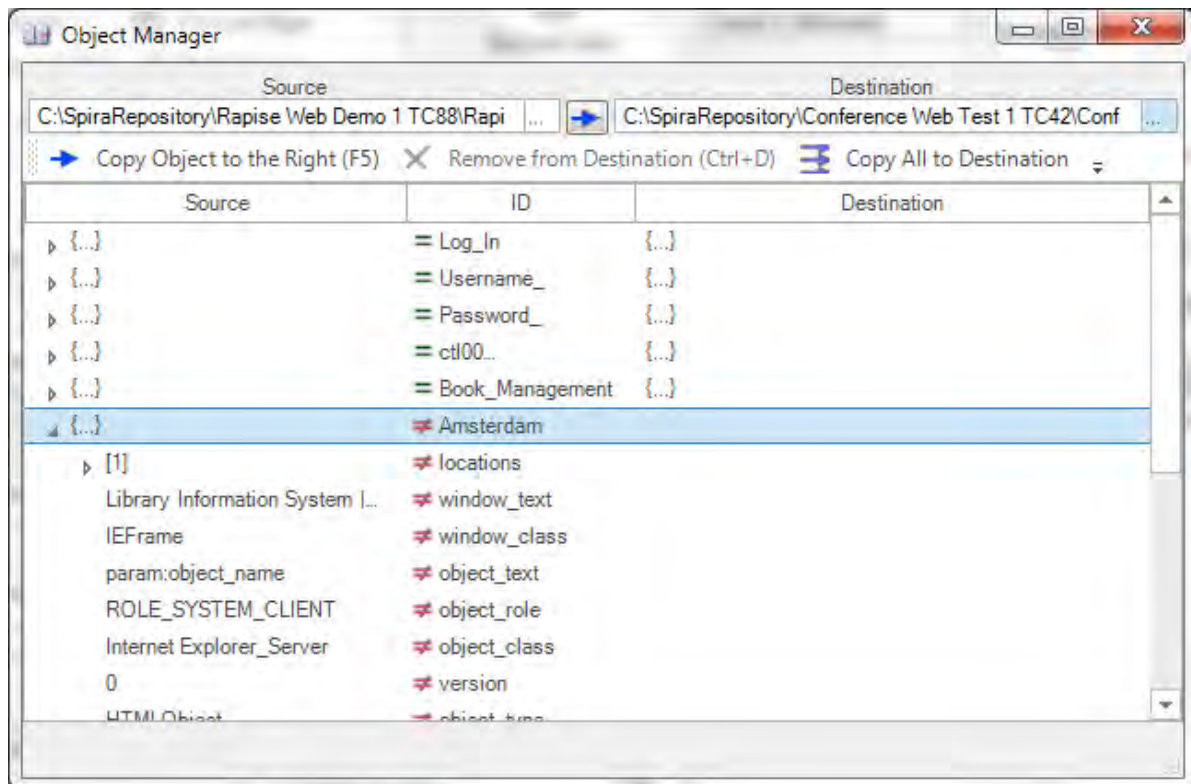 Object Manager
Source Destination
C:\SpiraRepository\Rapise Web Demo 1 TC88\Rapi ... C:\SpiraRepository\Conference Web Test 1 TC42\Conf ...
Copy Object to the Right (F5) Remove from Destination (Ctrl+D) Copy All to Destination
Source ID Destination
{...} = Log_In {...}
{...} = Username_ {...}
{...} = Password_ {...}
{...} = ctl00... {...}
{...} = Book_Management {...}
{...} ≠ Amsterdam
[1] ≠ locations
Library Information System |... ≠ window_text
IEFrame ≠ window_class
param:object_name ≠ object_text
ROLE_SYSTEM_CLIENT ≠ object_role
Internet Explorer_Server ≠ object_class
0 ≠ version
HTMLObject ≠ object_type